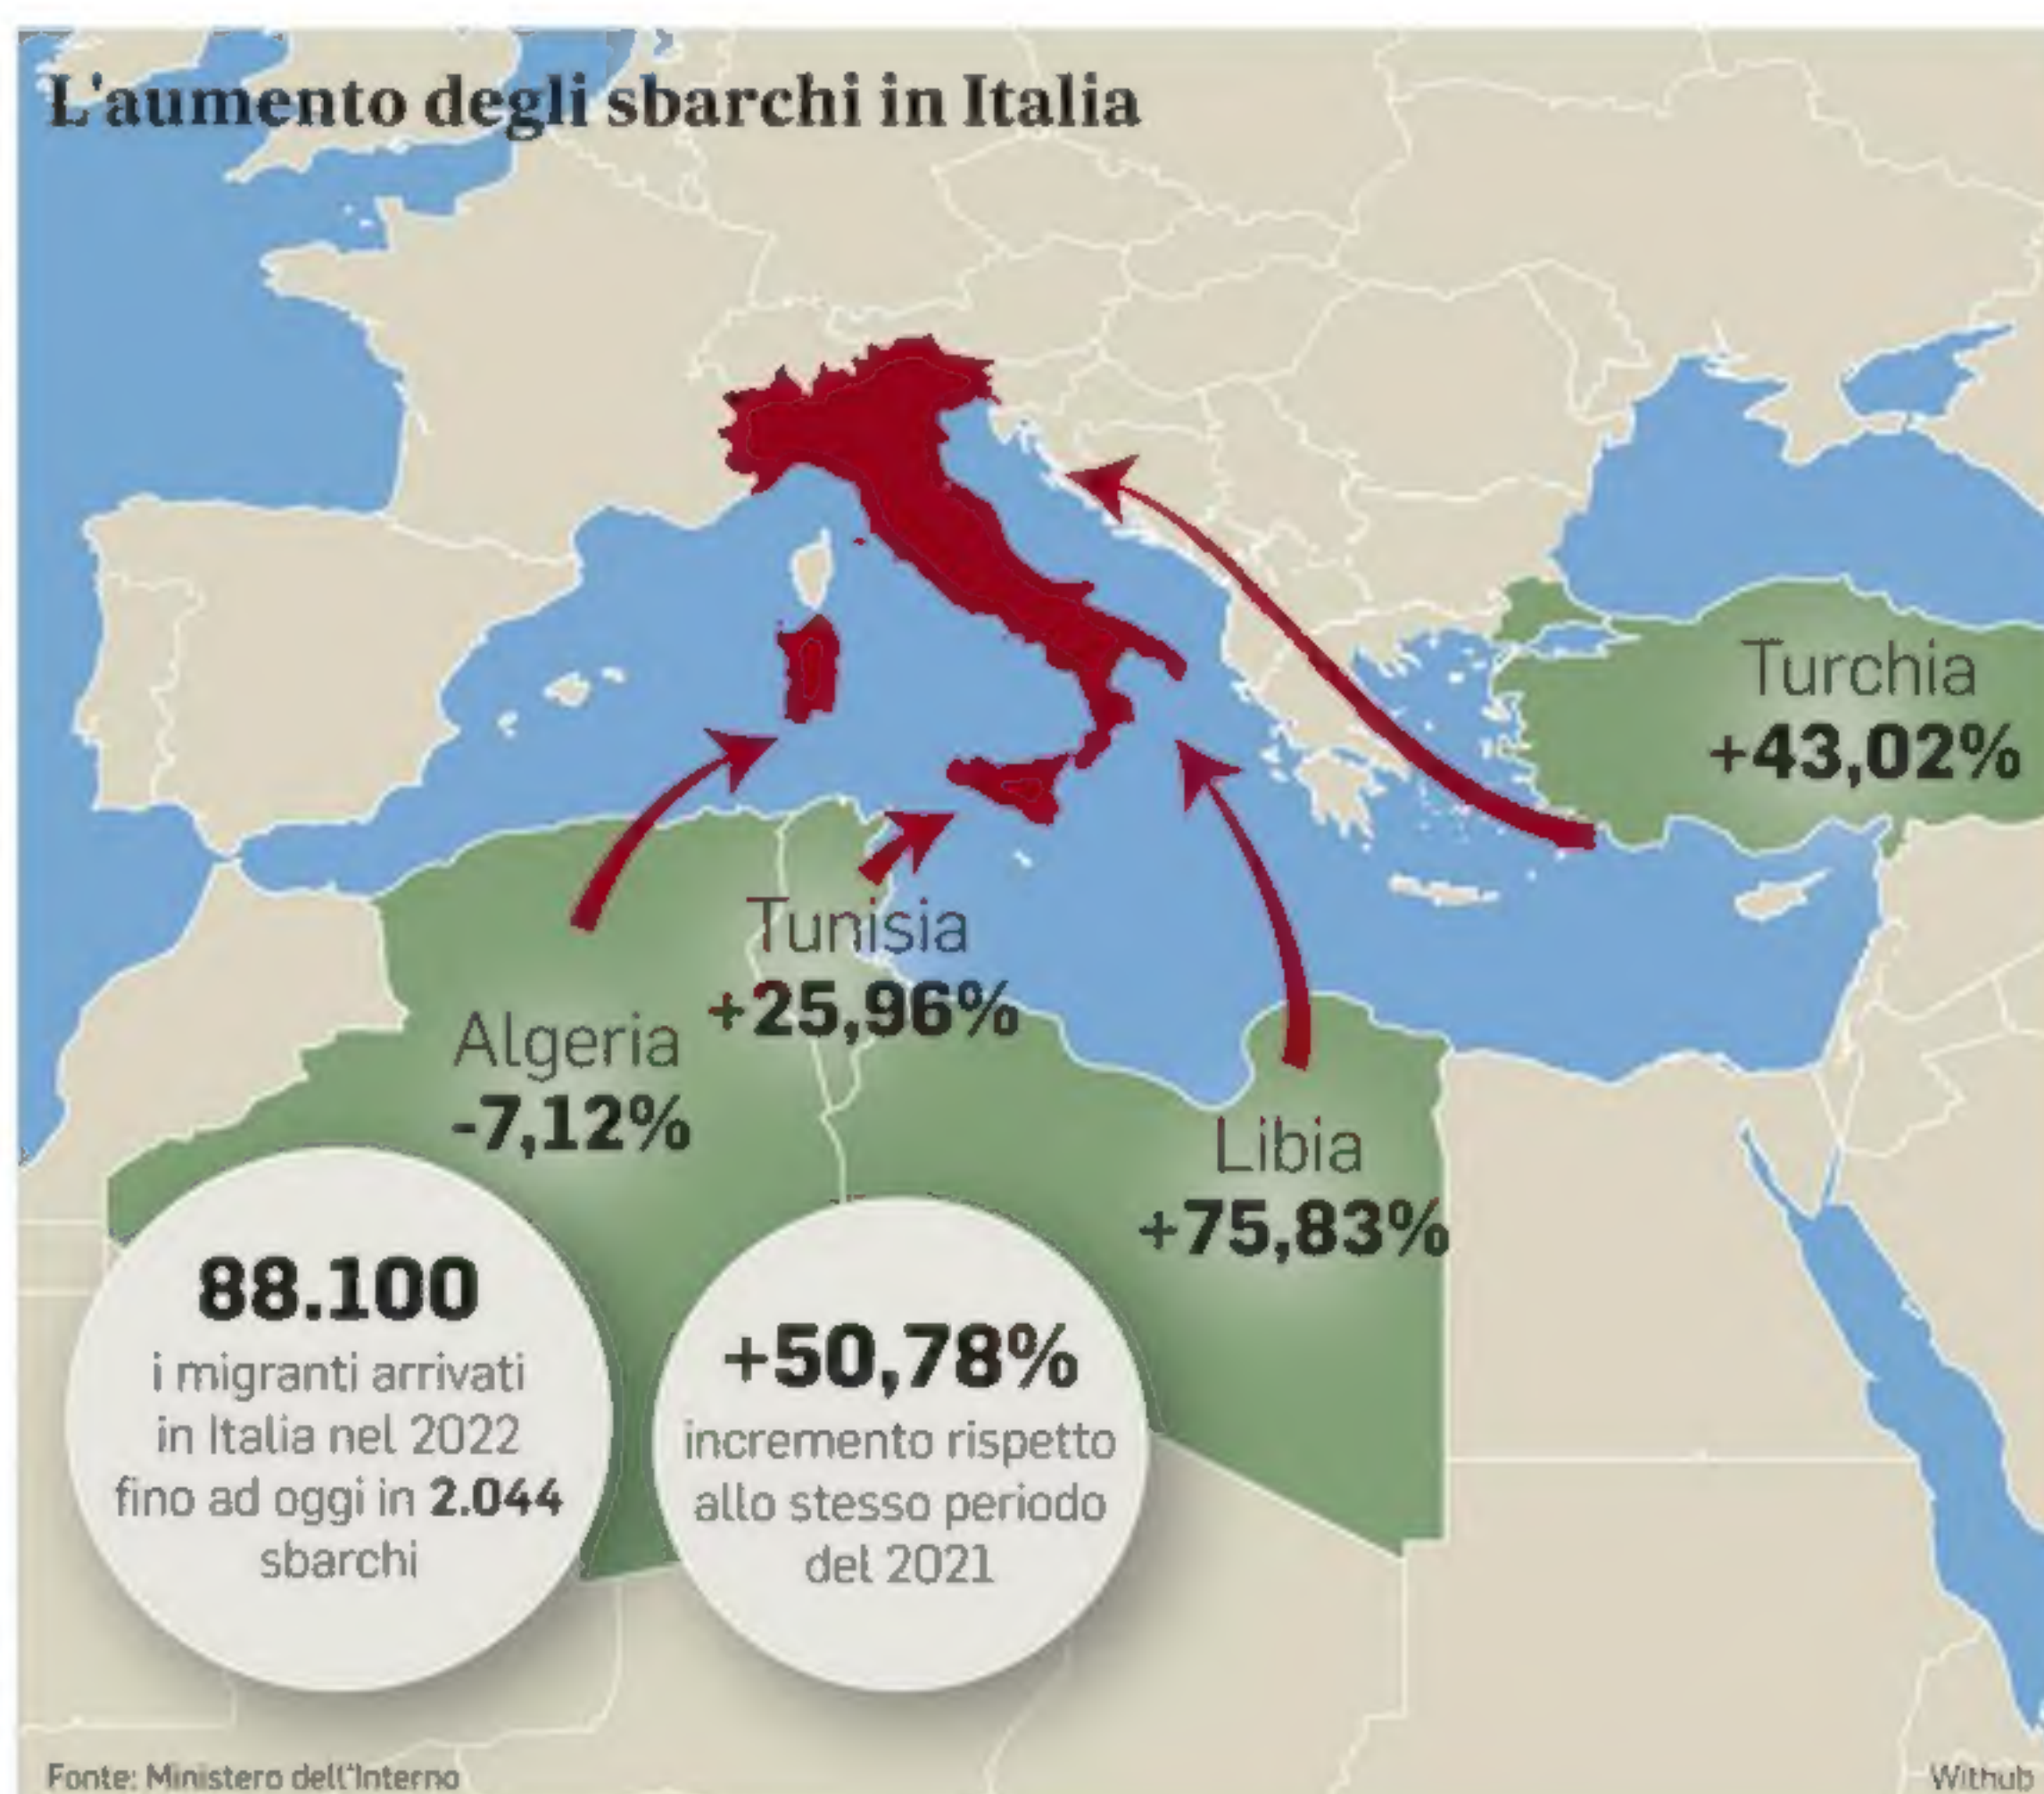 L'aumento degli sbarchi in Italia
Turchia
+43,02%
Tunisia
+25,96%
Algeria
-7,12%
Libia
+75,83%
88.100
i migranti arrivati
in Italia nel 2022
fino ad oggi in 2.044
sbarchi
+50,78%
incremento rispetto
allo stesso periodo
del 2021
Fonte: Ministero dell'Interno
Withub